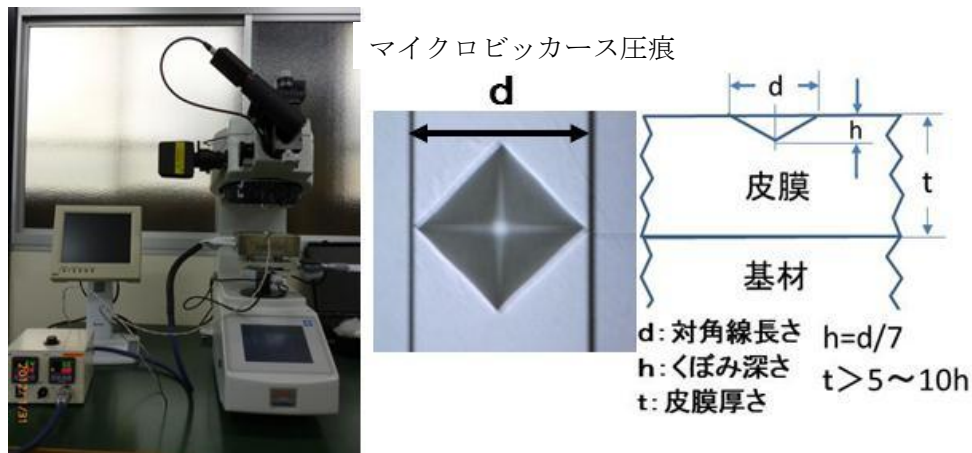 マイクロビッカース圧痕
d
d
h
皮膜
t
基材
d：対角線長さ
h：くぼみ深さ
t：皮膜厚さ
h=d/7
t＞5～10h